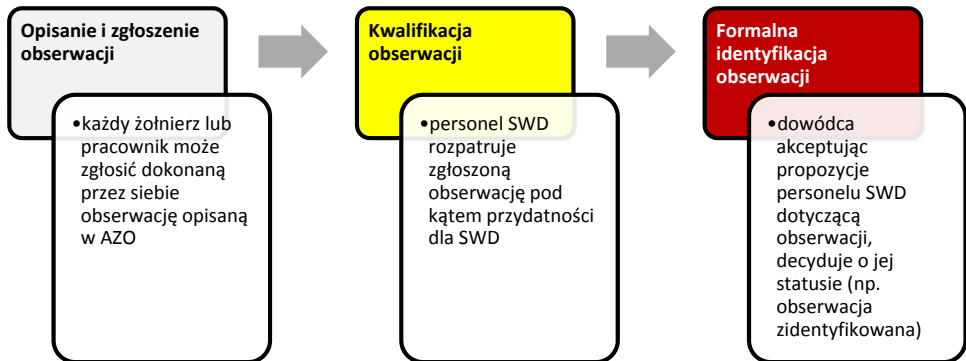 Opisanie i zgłoszenie
obserwacji
•każdy żołnierz lub
pracownik może
zgłosić dokonaną
przez siebie
obserwację opisaną
w AZO
Kwalifikacja
obserwacji
•personel SWD
rozpatruje
zgłoszoną
obserwację pod
kątem przydatności
dla SWD
Formalna
identyfikacja
obserwacji
•dowódca
akceptując
propozycje
personelu SWD
dotyczącą
obserwacji,
decyduje o jej
statusie (np.
obserwacja
zidentyfikowana)